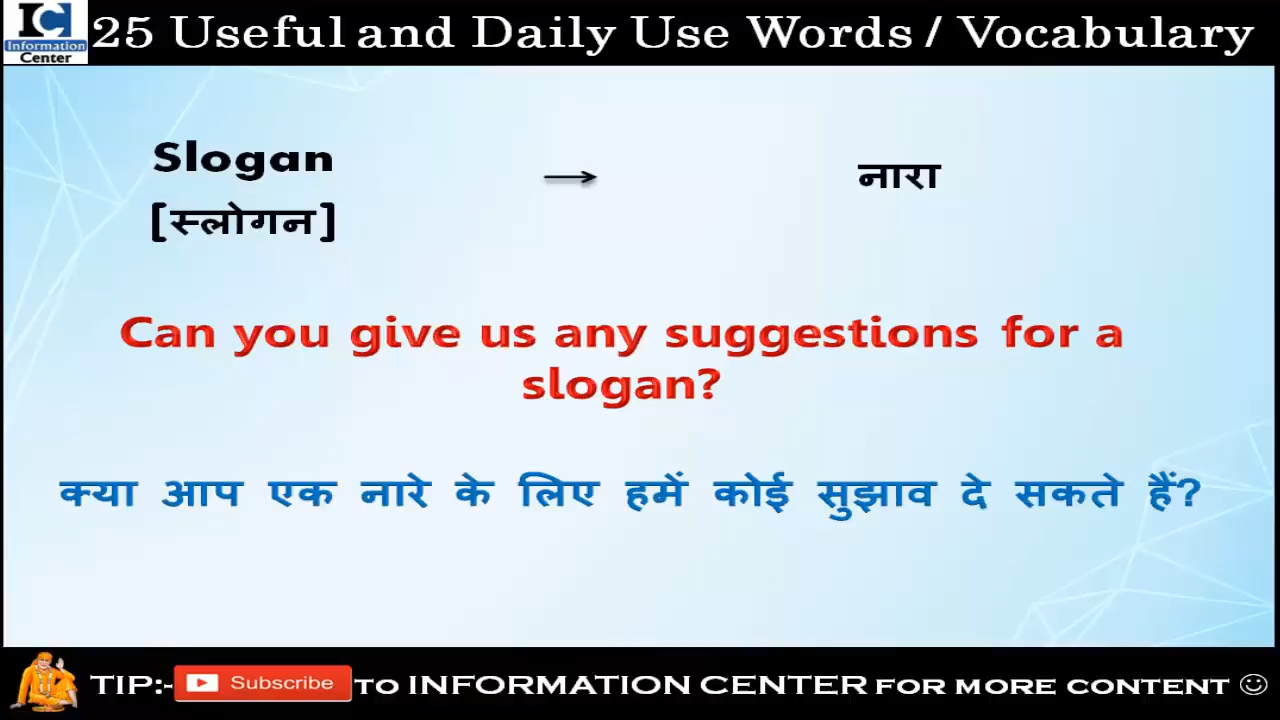 IC
Information
Center
25 Useful and Daily Use Words / Vocabulary
Slogan
[स्लोगन]
→
नारा
Can you give us any suggestions for a
slogan?
क्या आप एक नारे के लिए हमें कोई सुझाव दे सकते हैं?
TIP:- Subscribe to INFORMATION CENTER FOR MORE CONTENT ☺